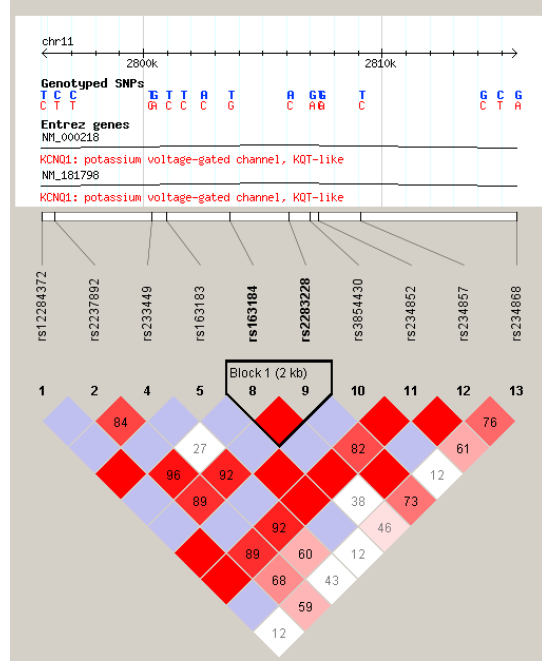 chr11
2800k 2810k
Genotyped SNPs
T C C T G T T A T A G G T G C G
C T T G A C C C G C A G C C T A
Entrez genes
NM_000218
KCNQ1: potassium voltage-gated channel, KQT-like
NM_181798
KCNQ1: potassium voltage-gated channel, KQT-like
rs12284372 rs2237892 rs233449 rs163183 rs163184 rs2283228 rs3854430 rs234852 rs234857 rs234868
Block 1 (2 kb)
1 2 4 5 8 9 10 11 12 13
84 76
27 82 61
96 92 12
89 38 73
92 46
89 60 12
68 43
59
12